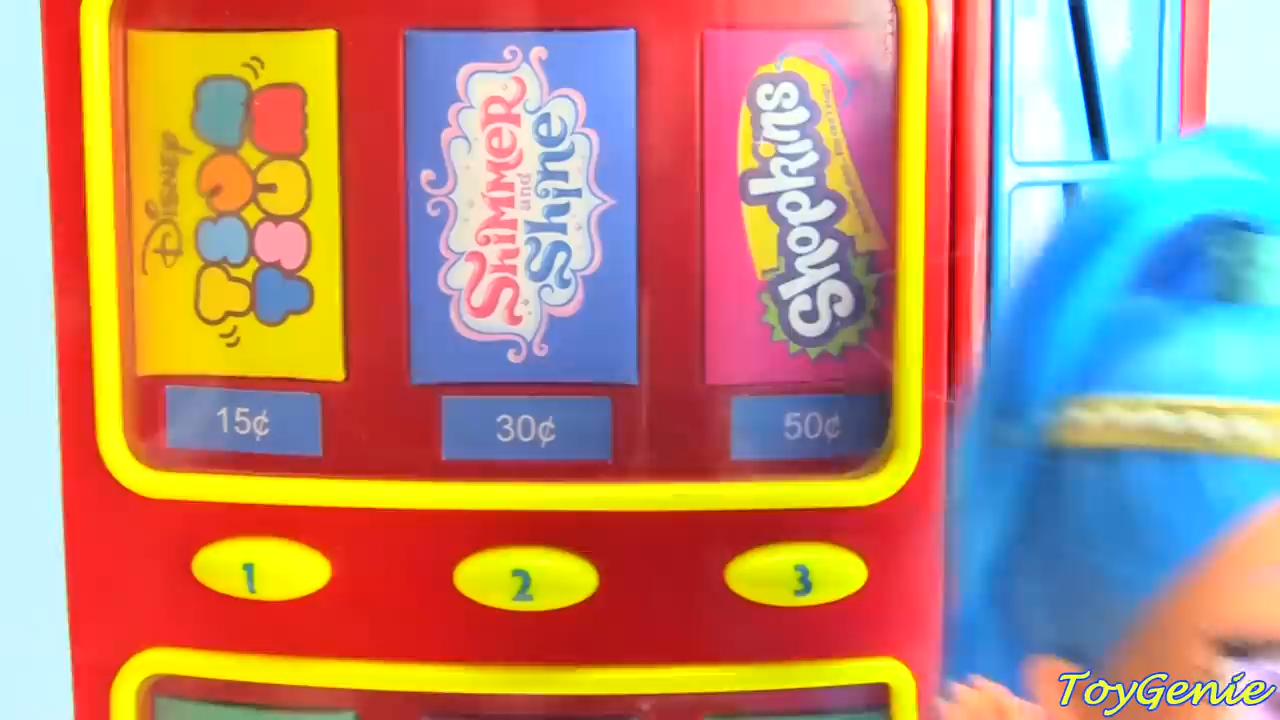 Disney
Shimmer
and
Shine
Shopkins
15¢
30¢
50¢
1
2
3
ToyGenie